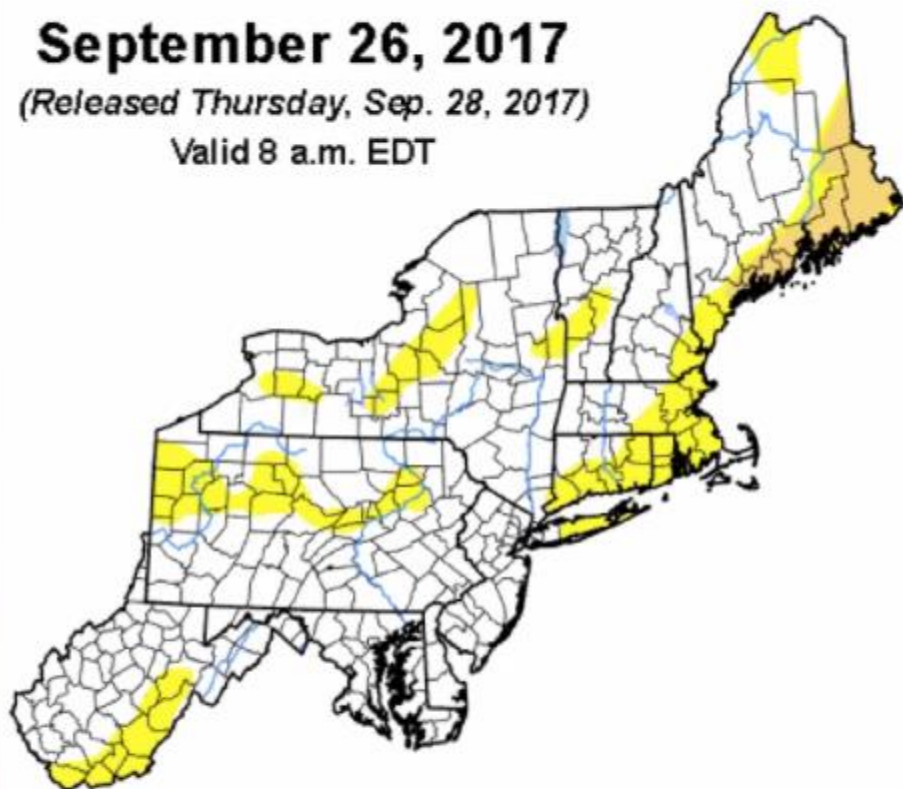 September 26, 2017
(Released Thursday, Sep. 28, 2017)
Valid 8 a.m. EDT